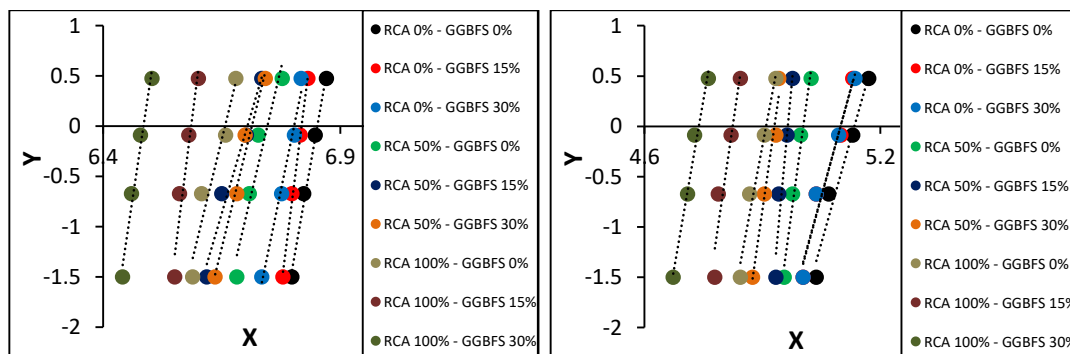 1
0.5
0
-0.5
-1
-1.5
-2
6.4
6.9
Y
X
RCA 0% - GGBFS 0%
RCA 0% - GGBFS 15%
RCA 0% - GGBFS 30%
RCA 50% - GGBFS 0%
RCA 50% - GGBFS 15%
RCA 50% - GGBFS 30%
RCA 100% - GGBFS 0%
RCA 100% - GGBFS 15%
RCA 100% - GGBFS 30%
1
0.5
0
-0.5
-1
-1.5
-2
4.6
5.2
Y
X
RCA 0% - GGBFS 0%
RCA 0% - GGBFS 15%
RCA 0% - GGBFS 30%
RCA 50% - GGBFS 0%
RCA 50% - GGBFS 15%
RCA 50% - GGBFS 30%
RCA 100% - GGBFS 0%
RCA 100% - GGBFS 15%
RCA 100% - GGBFS 30%